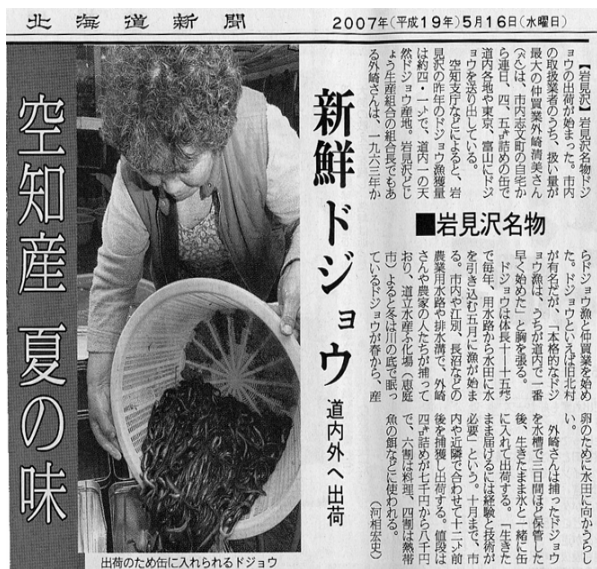 北海道新聞
2007年(平成19年)5月16日(水曜日)
空知産 夏の味
新鮮ドジョウ
道内外へ出荷
■岩見沢名物
【岩見沢】岩見沢名物ドジ
ョウの出荷が始まった。市内
の取扱業者のうち、扱い量が
最大の仲買業外崎清美さん
は、市内志文町の自宅か
ら連日、四、五㌔詰めの缶で
道内各地や東京、富山にドジ
ョウを送り出している。
空知支庁などによると、岩
見沢の昨年のドジョウ漁獲量
は約四・一㌧で、道内一の天
然ドジョウ産地。岩見沢どじ
ょう生産組合の組合長でもあ
る外崎さんは、一九六三年か
らドジョウ漁と仲買業を始め
た。ドジョウといえば旧北村
が有名だが、「本格的なドジ
ョウ漁は、うちが道内で一番
早く始めた」と胸を張る。
ドジョウは体長十―十五㌢
で毎年、用水路から水田に水
を引き込む五月に漁が始ま
る。市内や江別、長沼などの
農業用水路や排水溝で、外崎
さんや農家の人たちが捕って
おり、道立水産ふ化場（恵庭
市）よると冬は川の底で眠っ
ているドジョウが春から、産
卵のために水田に向かうらし
い。
外崎さんは捕ったドジョウ
を水槽で三日間ほど保管した
後、生きたまま氷と一緒に缶
に入れて出荷する。「生きた
まま届けるには経験と技術が
必要」という。十月まで、市
内や近隣で合わせて十二㌧前
後を捕獲し出荷する。値段は
四㌔詰めが七千円から八千円
で、六割は料理、四割は熱帯
魚の餌などに使われる。
（河相宏史）
出荷のため缶に入れられるドジョウ